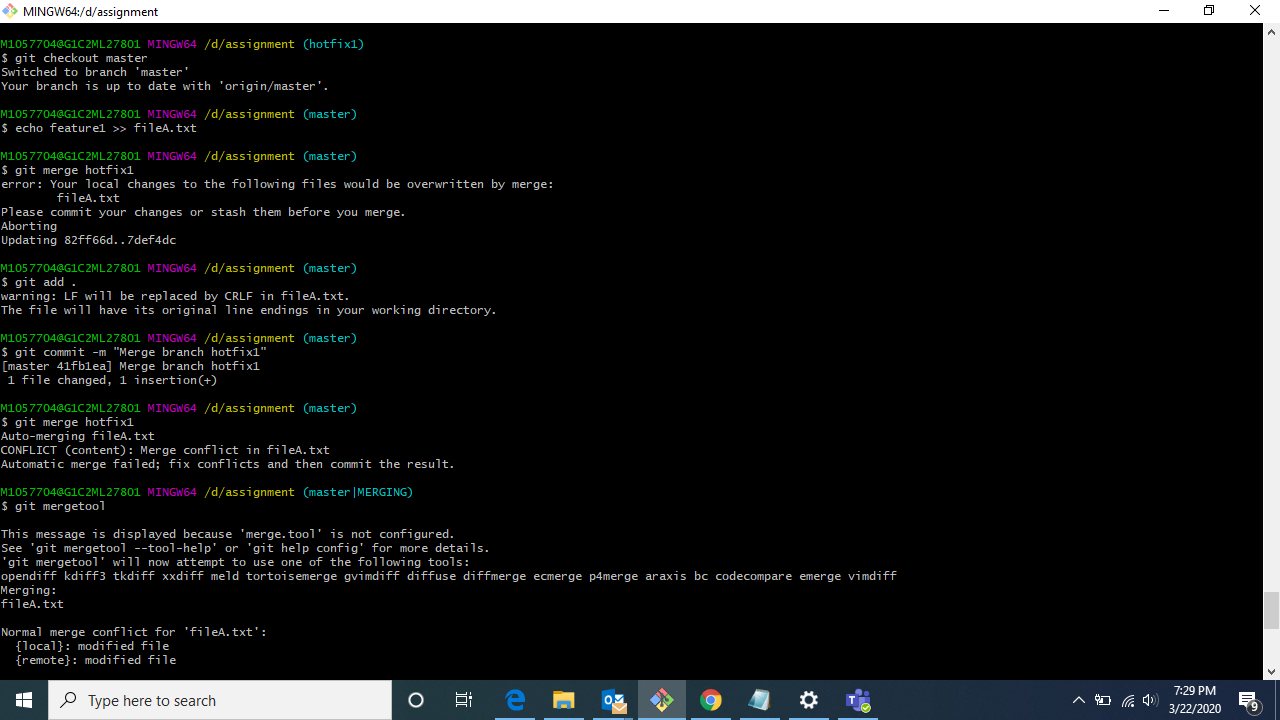 MINGW64:/d/assignment
M1057704@G1C2ML27801 MINGW64 /d/assignment (hotfix1)
$ git checkout master
Switched to branch 'master'
Your branch is up to date with 'origin/master'.
M1057704@G1C2ML27801 MINGW64 /d/assignment (master)
$ echo feature1 >> fileA.txt
M1057704@G1C2ML27801 MINGW64 /d/assignment (master)
$ git merge hotfix1
error: Your local changes to the following files would be overwritten by merge:
fileA.txt
Please commit your changes or stash them before you merge.
Aborting
Updating 82ff66d..7def4dc
M1057704@G1C2ML27801 MINGW64 /d/assignment (master)
$ git add .
warning: LF will be replaced by CRLF in fileA.txt.
The file will have its original line endings in your working directory.
M1057704@G1C2ML27801 MINGW64 /d/assignment (master)
$ git commit -m "Merge branch hotfix1"
[master 41fb1ea] Merge branch hotfix1
1 file changed, 1 insertion(+)
M1057704@G1C2ML27801 MINGW64 /d/assignment (master)
$ git merge hotfix1
Auto-merging fileA.txt
CONFLICT (content): Merge conflict in fileA.txt
Automatic merge failed; fix conflicts and then commit the result.
M1057704@G1C2ML27801 MINGW64 /d/assignment (master|MERGING)
$ git mergetool
This message is displayed because 'merge.tool' is not configured.
See 'git mergetool --tool-help' or 'git help config' for more details.
'git mergetool' will now attempt to use one of the following tools:
opendiff kdiff3 tkdiff xxdiff meld tortoisemerge gvimdiff diffuse diffmerge ecmerge p4merge araxis bc codecompare emerge vimdiff
Merging:
fileA.txt
Normal merge conflict for 'fileA.txt':
{local}: modified file
{remote}: modified file
Type here to search
7:29 PM
3/22/2020
9